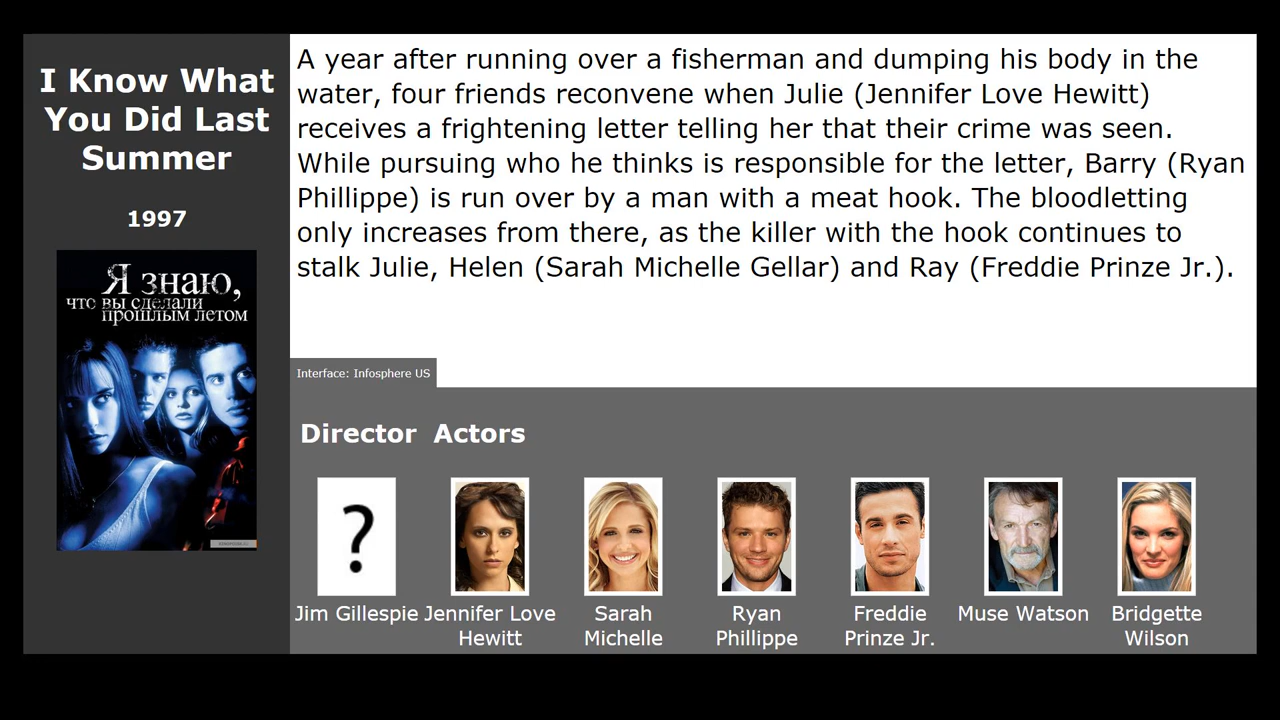 I Know What
You Did Last
Summer
1997
Я знаю,
что вы сделали
прошлым летом
A year after running over a fisherman and dumping his body in the
water, four friends reconvene when Julie (Jennifer Love Hewitt)
receives a frightening letter telling her that their crime was seen.
While pursuing who he thinks is responsible for the letter, Barry (Ryan
Phillippe) is run over by a man with a meat hook. The bloodletting
only increases from there, as the killer with the hook continues to
stalk Julie, Helen (Sarah Michelle Gellar) and Ray (Freddie Prinze Jr.).
Interface: Infosphere US
Director Actors
?
Jim Gillespie
Jennifer Love
Hewitt
Sarah
Michelle
Ryan
Phillippe
Freddie
Prinze Jr.
Muse Watson
Bridgette
Wilson